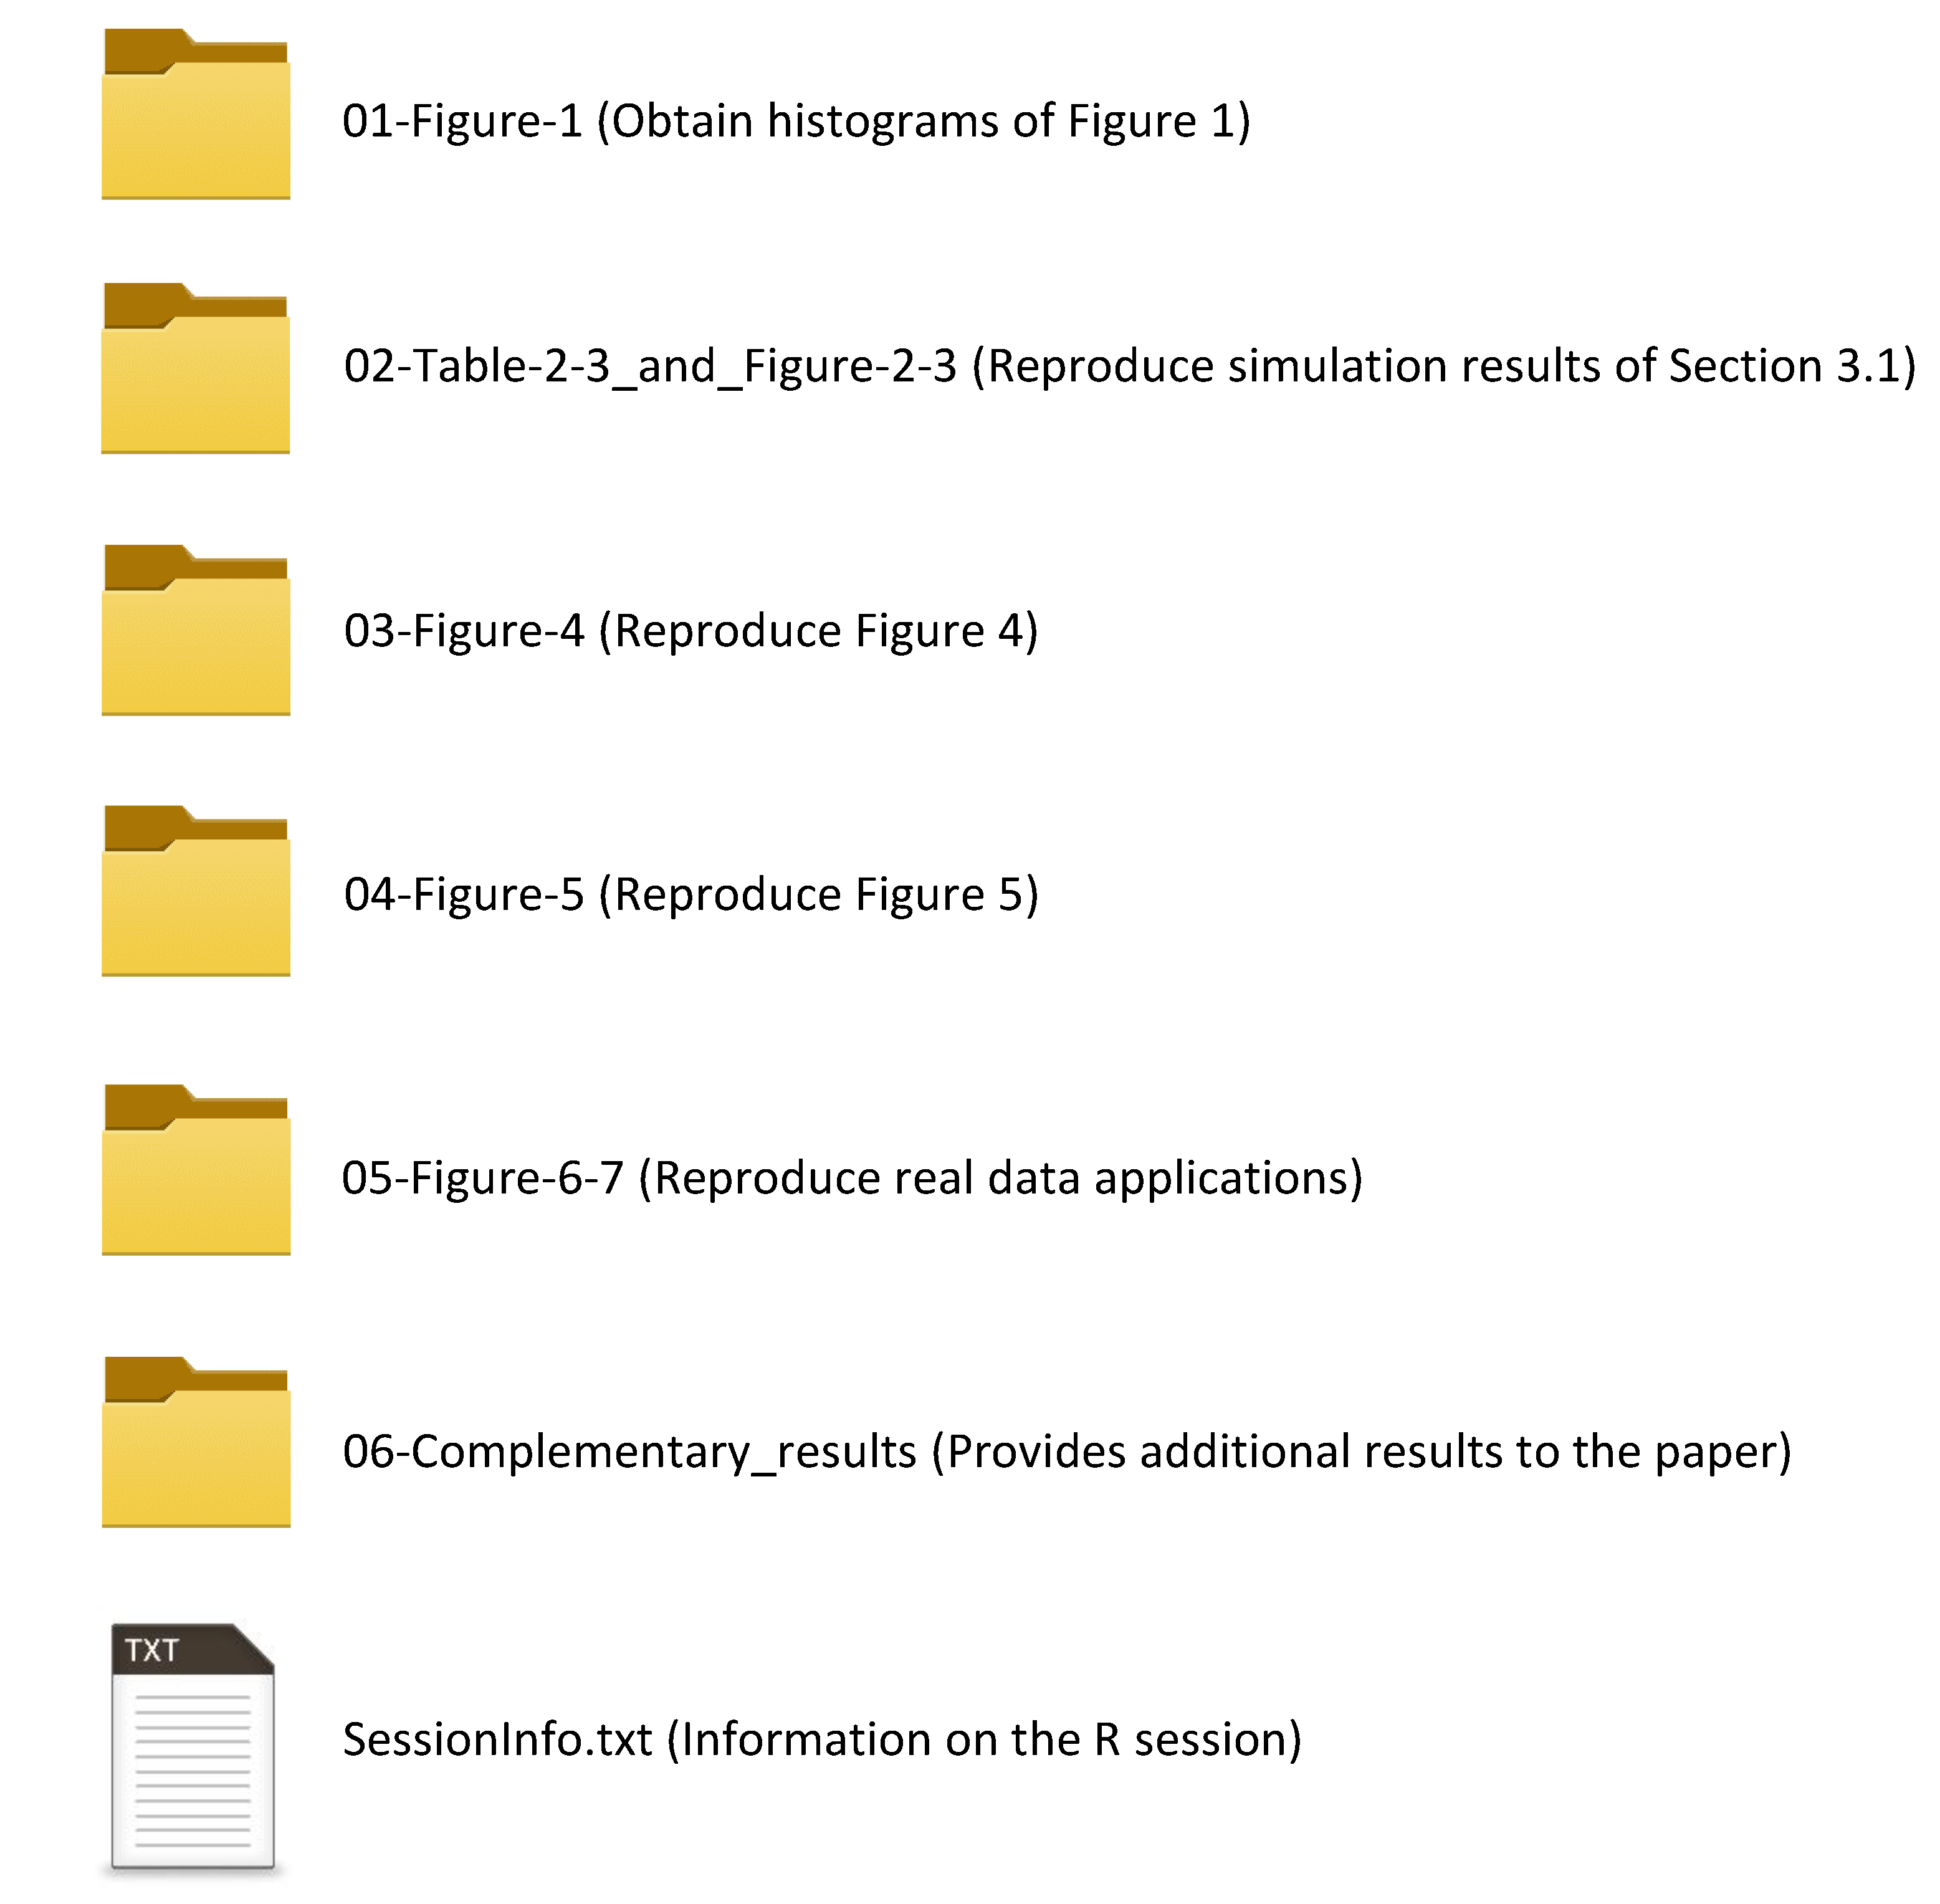 01-Figure-1 (Obtain histograms of Figure 1)
02-Table-2-3_and_Figure-2-3 (Reproduce simulation results of Section 3.1)
03-Figure-4 (Reproduce Figure 4)
04-Figure-5 (Reproduce Figure 5)
05-Figure-6-7 (Reproduce real data applications)
06-Complementary_results (Provides additional results to the paper)
TXT
SessionInfo.txt (Information on the R session)